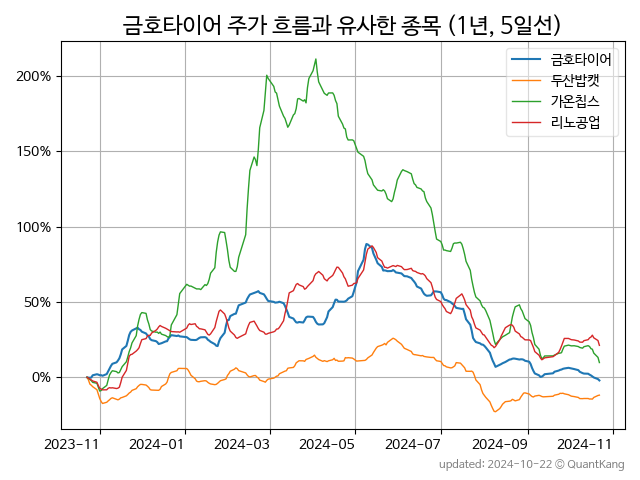 금호타이어 주가 흐름과 유사한 종목 (1년, 5일선)
금호타이어
두산밥캣
가온칩스
리노공업
200%
150%
100%
50%
0%
2023-11
2024-01
2024-03
2024-05
2024-07
2024-09
2024-11
updated: 2024-10-22 © QuantKang